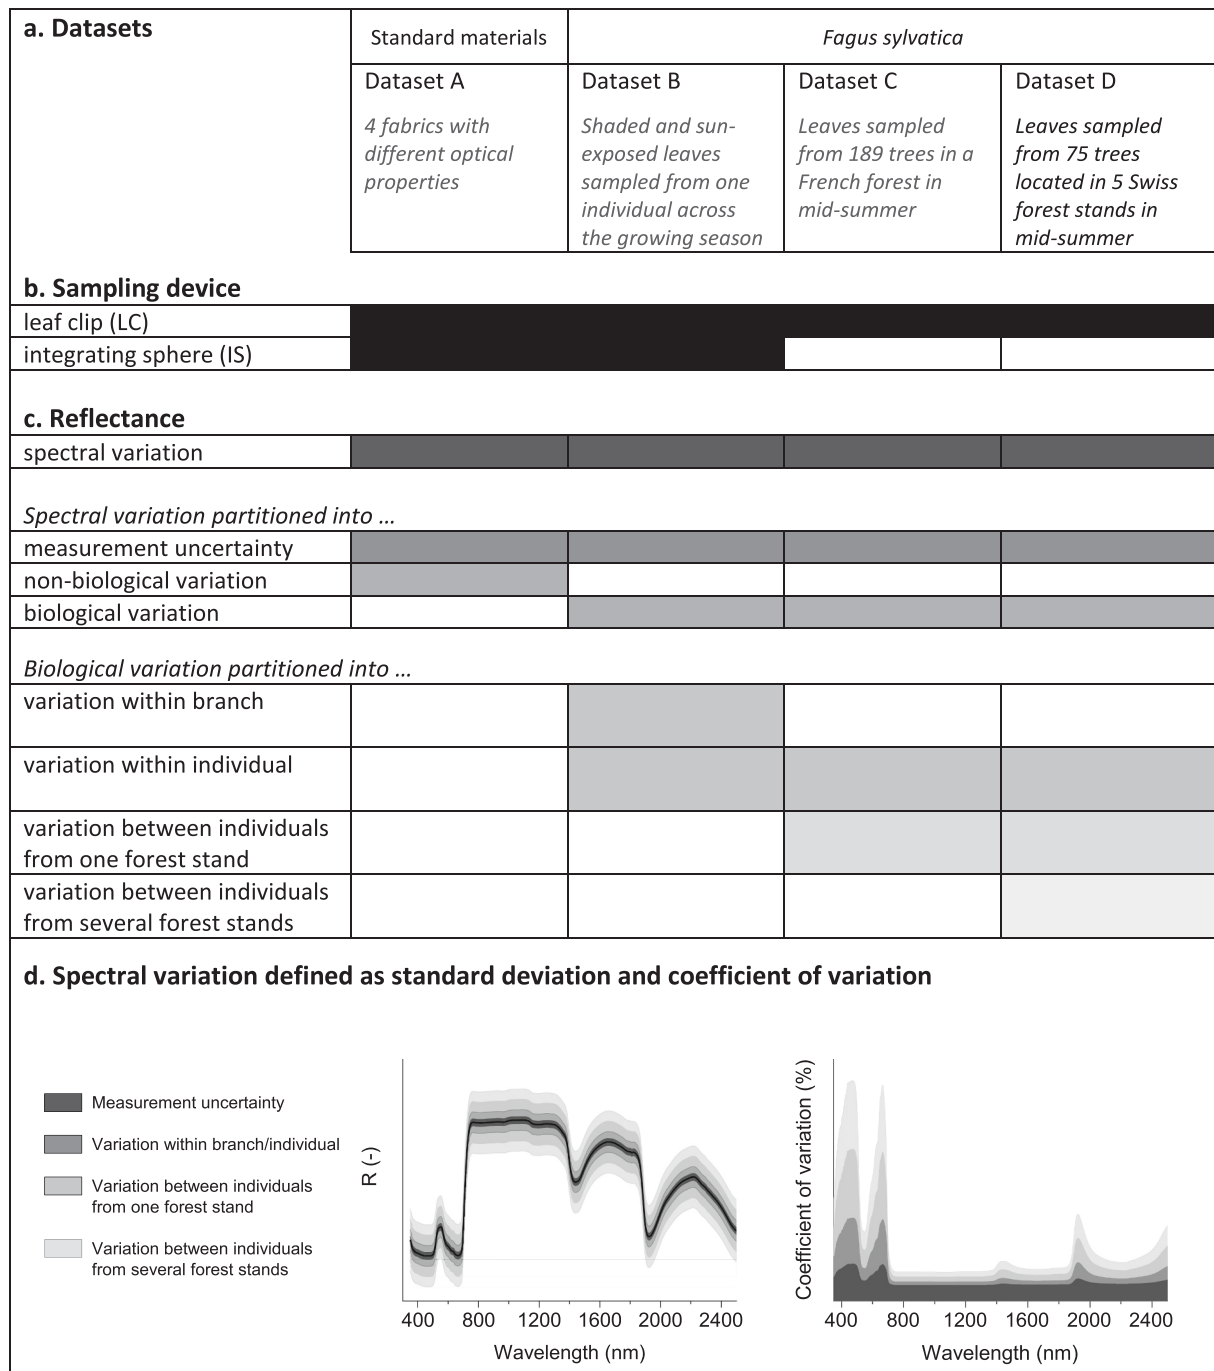 a. Datasets
Standard materials
Fagus sylvatica
Dataset A
4 fabrics with
different optical
properties
Dataset B
Shaded and sun-
exposed leaves
sampled from one
individual across
the growing season
Dataset C
Leaves sampled
from 189 trees in a
French forest in
mid-summer
Dataset D
Leaves sampled
from 75 trees
located in 5 Swiss
forest stands in
mid-summer
b. Sampling device
leaf clip (LC)
integrating sphere (IS)
c. Reflectance
spectral variation
Spectral variation partitioned into ...
measurement uncertainty
non-biological variation
biological variation
Biological variation partitioned into ...
variation within branch
variation within individual
variation between individuals
from one forest stand
variation between individuals
from several forest stands
d. Spectral variation defined as standard deviation and coefficient of variation
Measurement uncertainty
Variation within branch/individual
Variation between individuals
from one forest stand
Variation between individuals
from several forest stands
R (-)
400 800 1200 1600 2000 2400
Wavelength (nm)
Coefficient of variation (%)
400 800 1200 1600 2000 2400
Wavelength (nm)